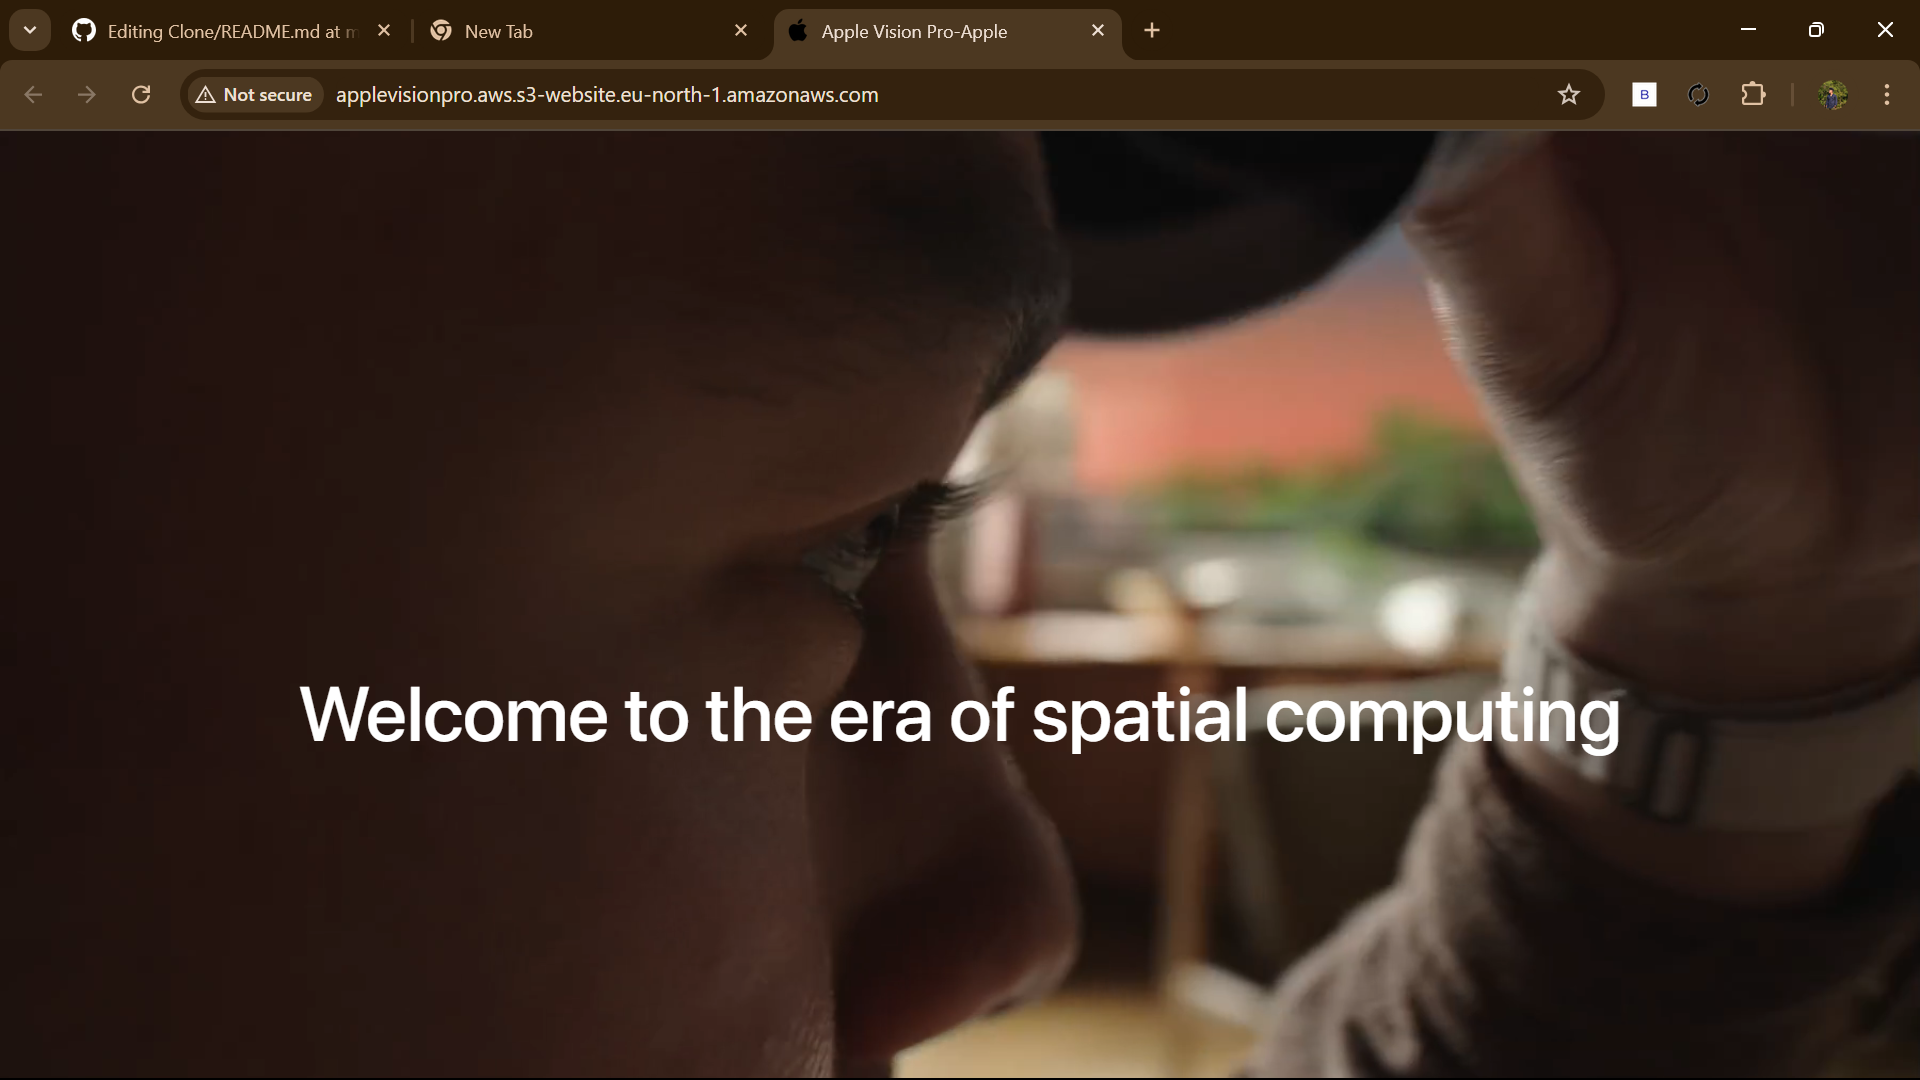 Editing Clone/README.md at m
New Tab
Apple Vision Pro-Apple
Not secure
applevisionpro.aws.s3-website.eu-north-1.amazonaws.com
B
Welcome to the era of spatial computing